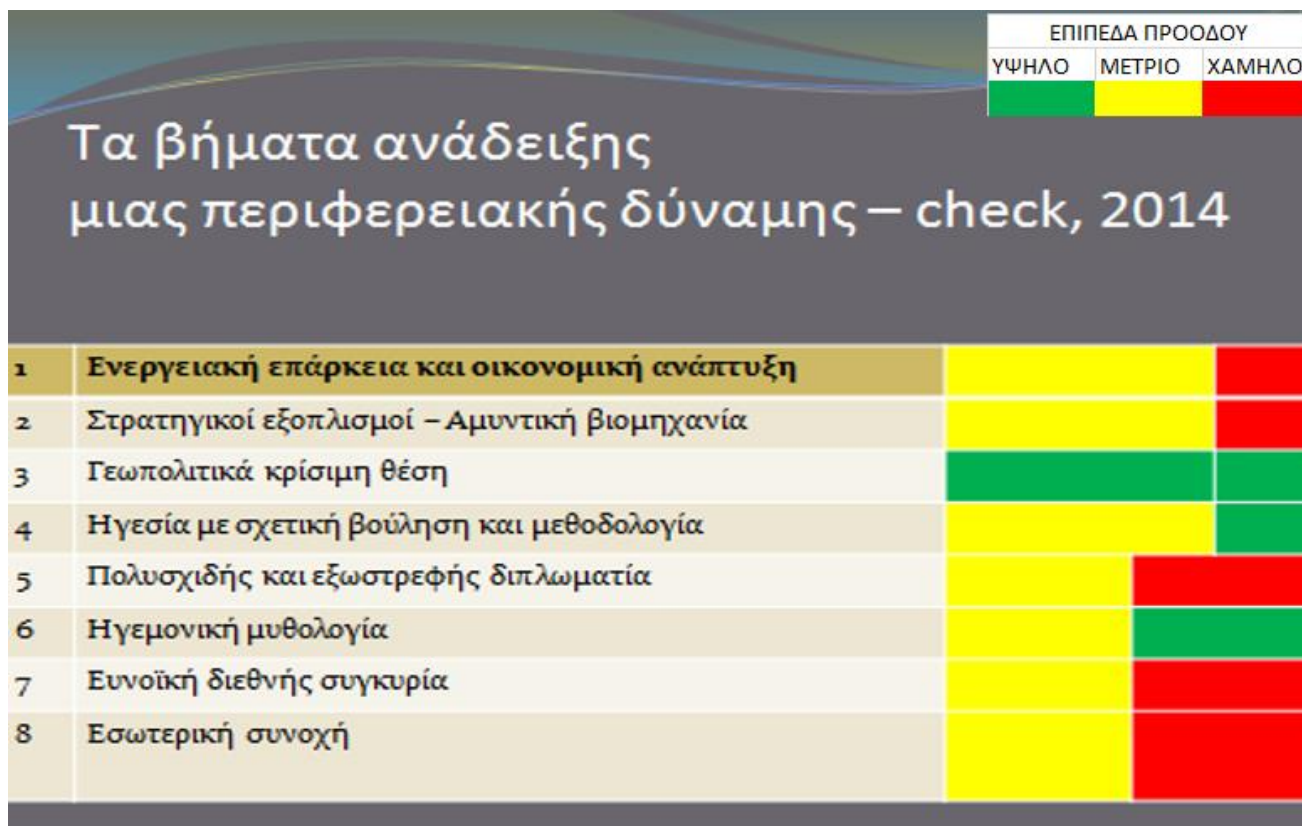 ΕΠΙΠΕΔΑ ΠΡΟΟΔΟΥ
ΥΨΗΛΟ ΜΕΤΡΙΟ ΧΑΜΗΛΟ
Τα βήματα ανάδειξης
μιας περιφερειακής δύναμης – check, 2014
1 Ενεργειακή επάρκεια και οικονομική ανάπτυξη
2 Στρατηγικοί εξοπλισμοί – Αμυντική βιομηχανία
3 Γεωπολιτικά κρίσιμη θέση
4 Ηγεσία με σχετική βούληση και μεθοδολογία
5 Πολυσχιδής και εξωστρεφής διπλωματία
6 Ηγεμονική μυθολογία
7 Ευνοϊκή διεθνής συγκυρία
8 Εσωτερική συνοχή